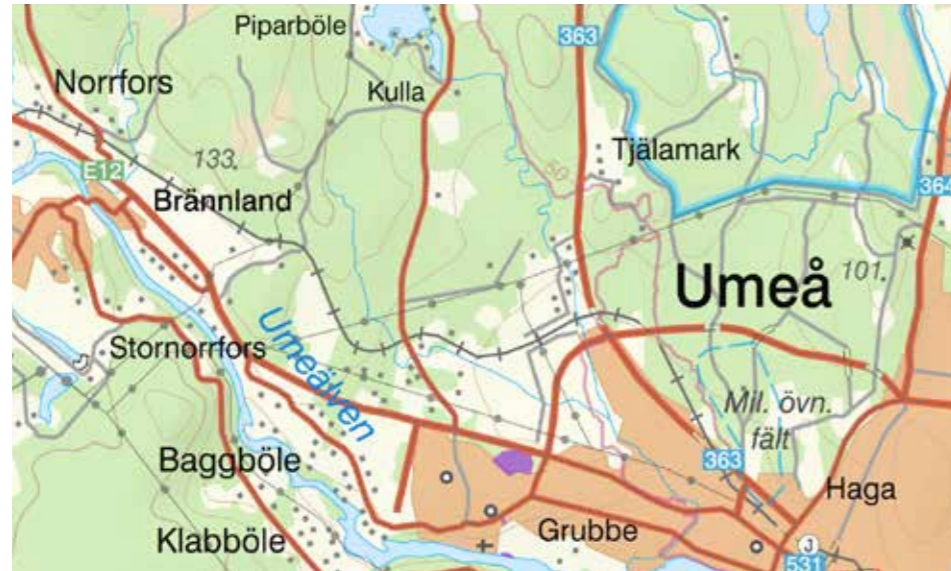 Piparböle
363
Norrfors
Kulla
Tjälamark
133.
50
E12
364
Brännland
Umeå
101.
Umeälven
Stornorrfors
Mil. övn.
fält
Baggböle
363
Haga
Grubbe
Klabböle
J
531